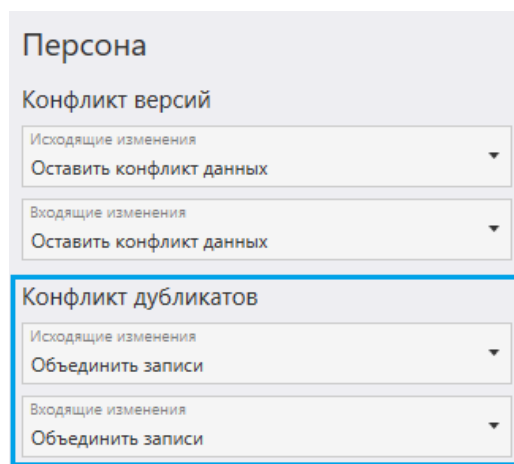 Персона
Конфликт версий
Исходящие изменения
Оставить конфликт данных
Входящие изменения
Оставить конфликт данных
Конфликт дубликатов
Исходящие изменения
Объединить записи
Входящие изменения
Объединить записи